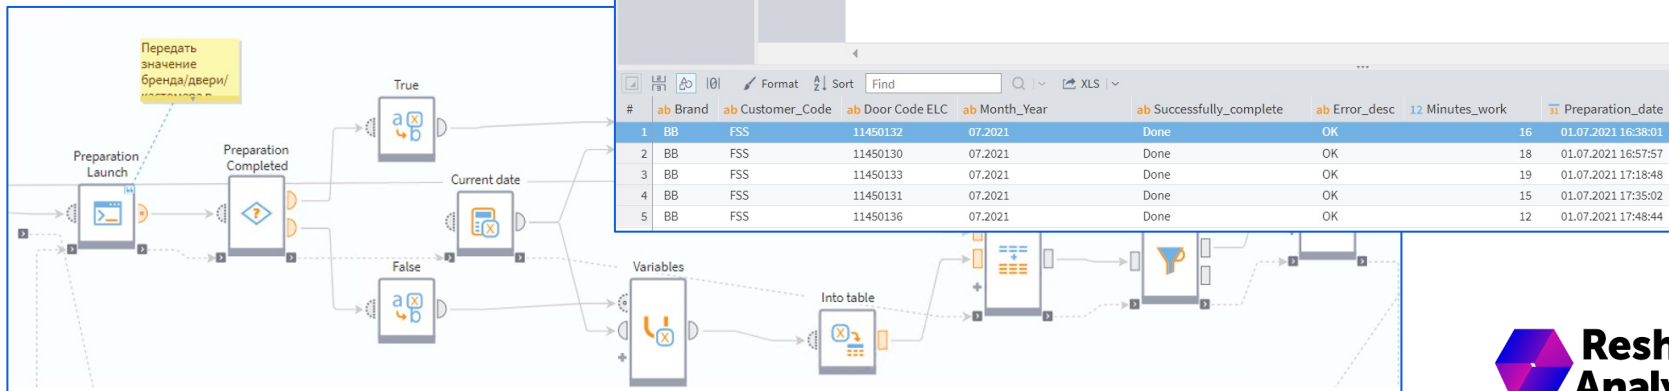 Передать
значение
бренда/двери/
True
Preparation
Launch
Preparation
Completed
Current date
False
Variables
Into table
Format Sort Find XLS
# ab Brand ab Customer_Code ab Door Code ELC ab Month_Year ab Successfully_complete ab Error_desc 12 Minutes_work 31 Preparation_date
1 BB FSS 11450132 07.2021 Done OK 16 01.07.2021 16:38:01
2 BB FSS 11450130 07.2021 Done OK 18 01.07.2021 16:57:57
3 BB FSS 11450133 07.2021 Done OK 19 01.07.2021 17:18:48
4 BB FSS 11450131 07.2021 Done OK 15 01.07.2021 17:35:02
5 BB FSS 11450136 07.2021 Done OK 12 01.07.2021 17:48:44
Resh
Analy